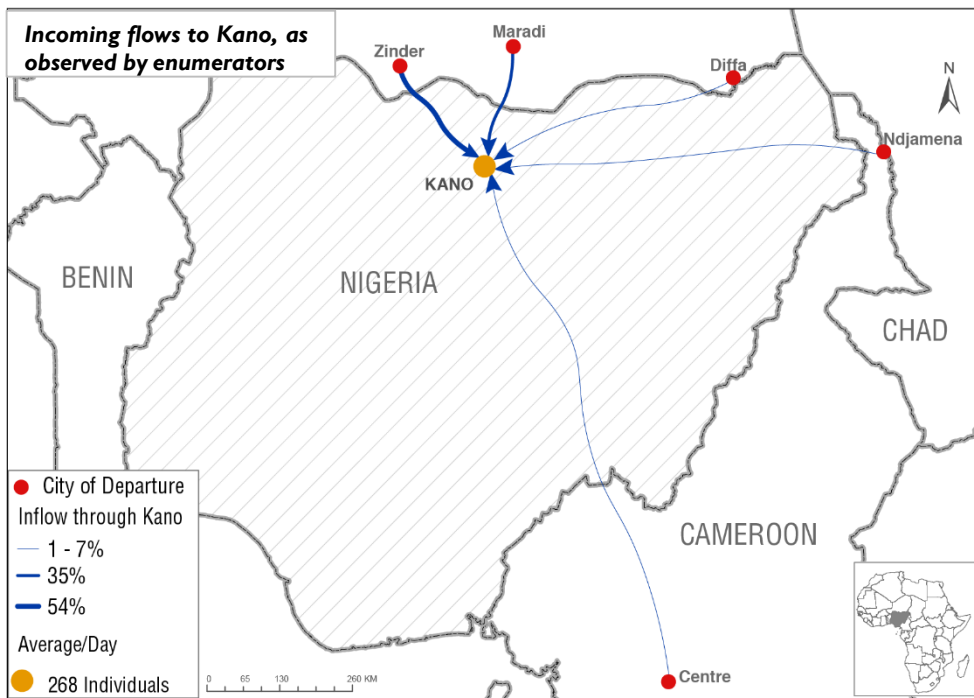 Incoming flows to Kano, as
observed by enumerators
Maradi
Zinder
Diffa
N
Ndjamena
KANO
BENIN
NIGERIA
CHAD
CAMEROON
City of Departure
Inflow through Kano
1 - 7%
35%
54%
Average/Day
268 Individuals
0 65 130 260 KM
Centre